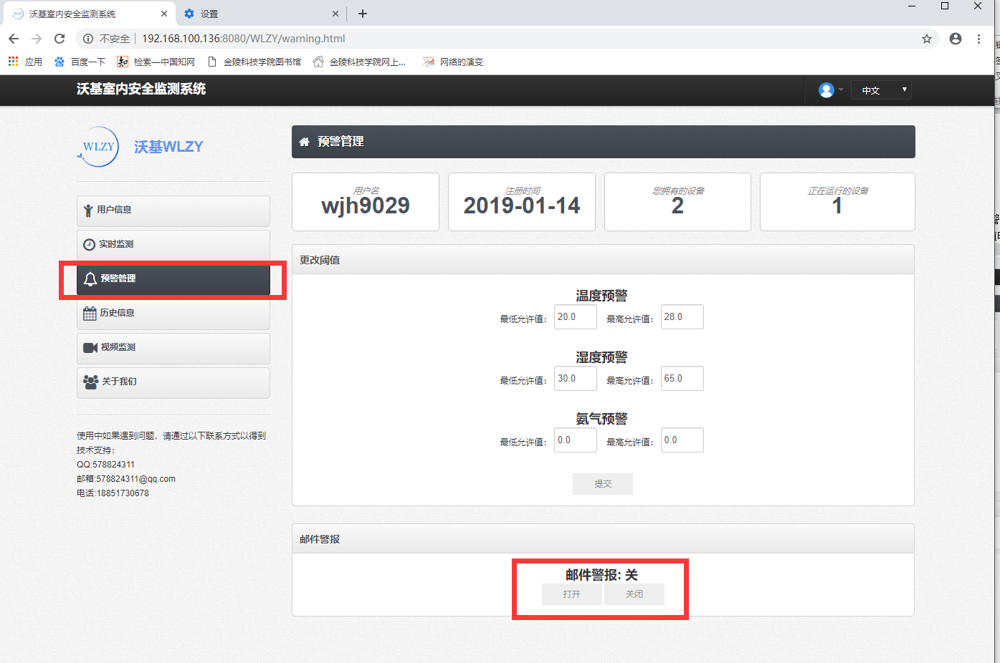 沃基室内安全监测系统
设置
不安全 192.168.100.136:8080/WLZY/warning.html
应用 百度一下 检索—中国知网 金陵科技学院图书馆 金陵科技学院网上... 网络的演变
沃基室内安全监测系统
中文
WLZY 沃基WLZY
用户信息
实时监测
预警管理
历史信息
视频监测
关于我们
使用中如果遇到问题，请通过以下联系方式以得到
技术支持：
QQ:578824311
邮箱:578824311@qq.com
电话:18851730678
预警管理
用户名
wjh9029
注册时间
2019-01-14
您拥有的设备
2
正在运行的设备
1
更改阈值
温度预警
最低允许值： 20.0 最高允许值： 28.0
湿度预警
最低允许值： 30.0 最高允许值： 65.0
氨气预警
最低允许值： 0.0 最高允许值： 0.0
提交
邮件警报
邮件警报: 关
打开 关闭